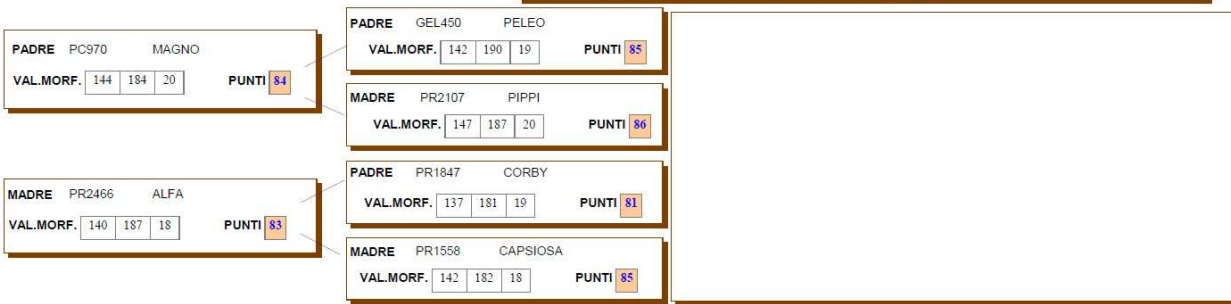 PADRE PC970 MAGNO
VAL.MORF. 144 184 20 PUNTI 84
MADRE PR2466 ALFA
VAL.MORF. 140 187 18 PUNTI 83
PADRE GEL450 PELEO
VAL.MORF. 142 190 19 PUNTI 85
MADRE PR2107 PIPPI
VAL.MORF. 147 187 20 PUNTI 86
PADRE PR1847 CORBY
VAL.MORF. 137 181 19 PUNTI 81
MADRE PR1558 CAPSIOSA
VAL.MORF. 142 182 18 PUNTI 85